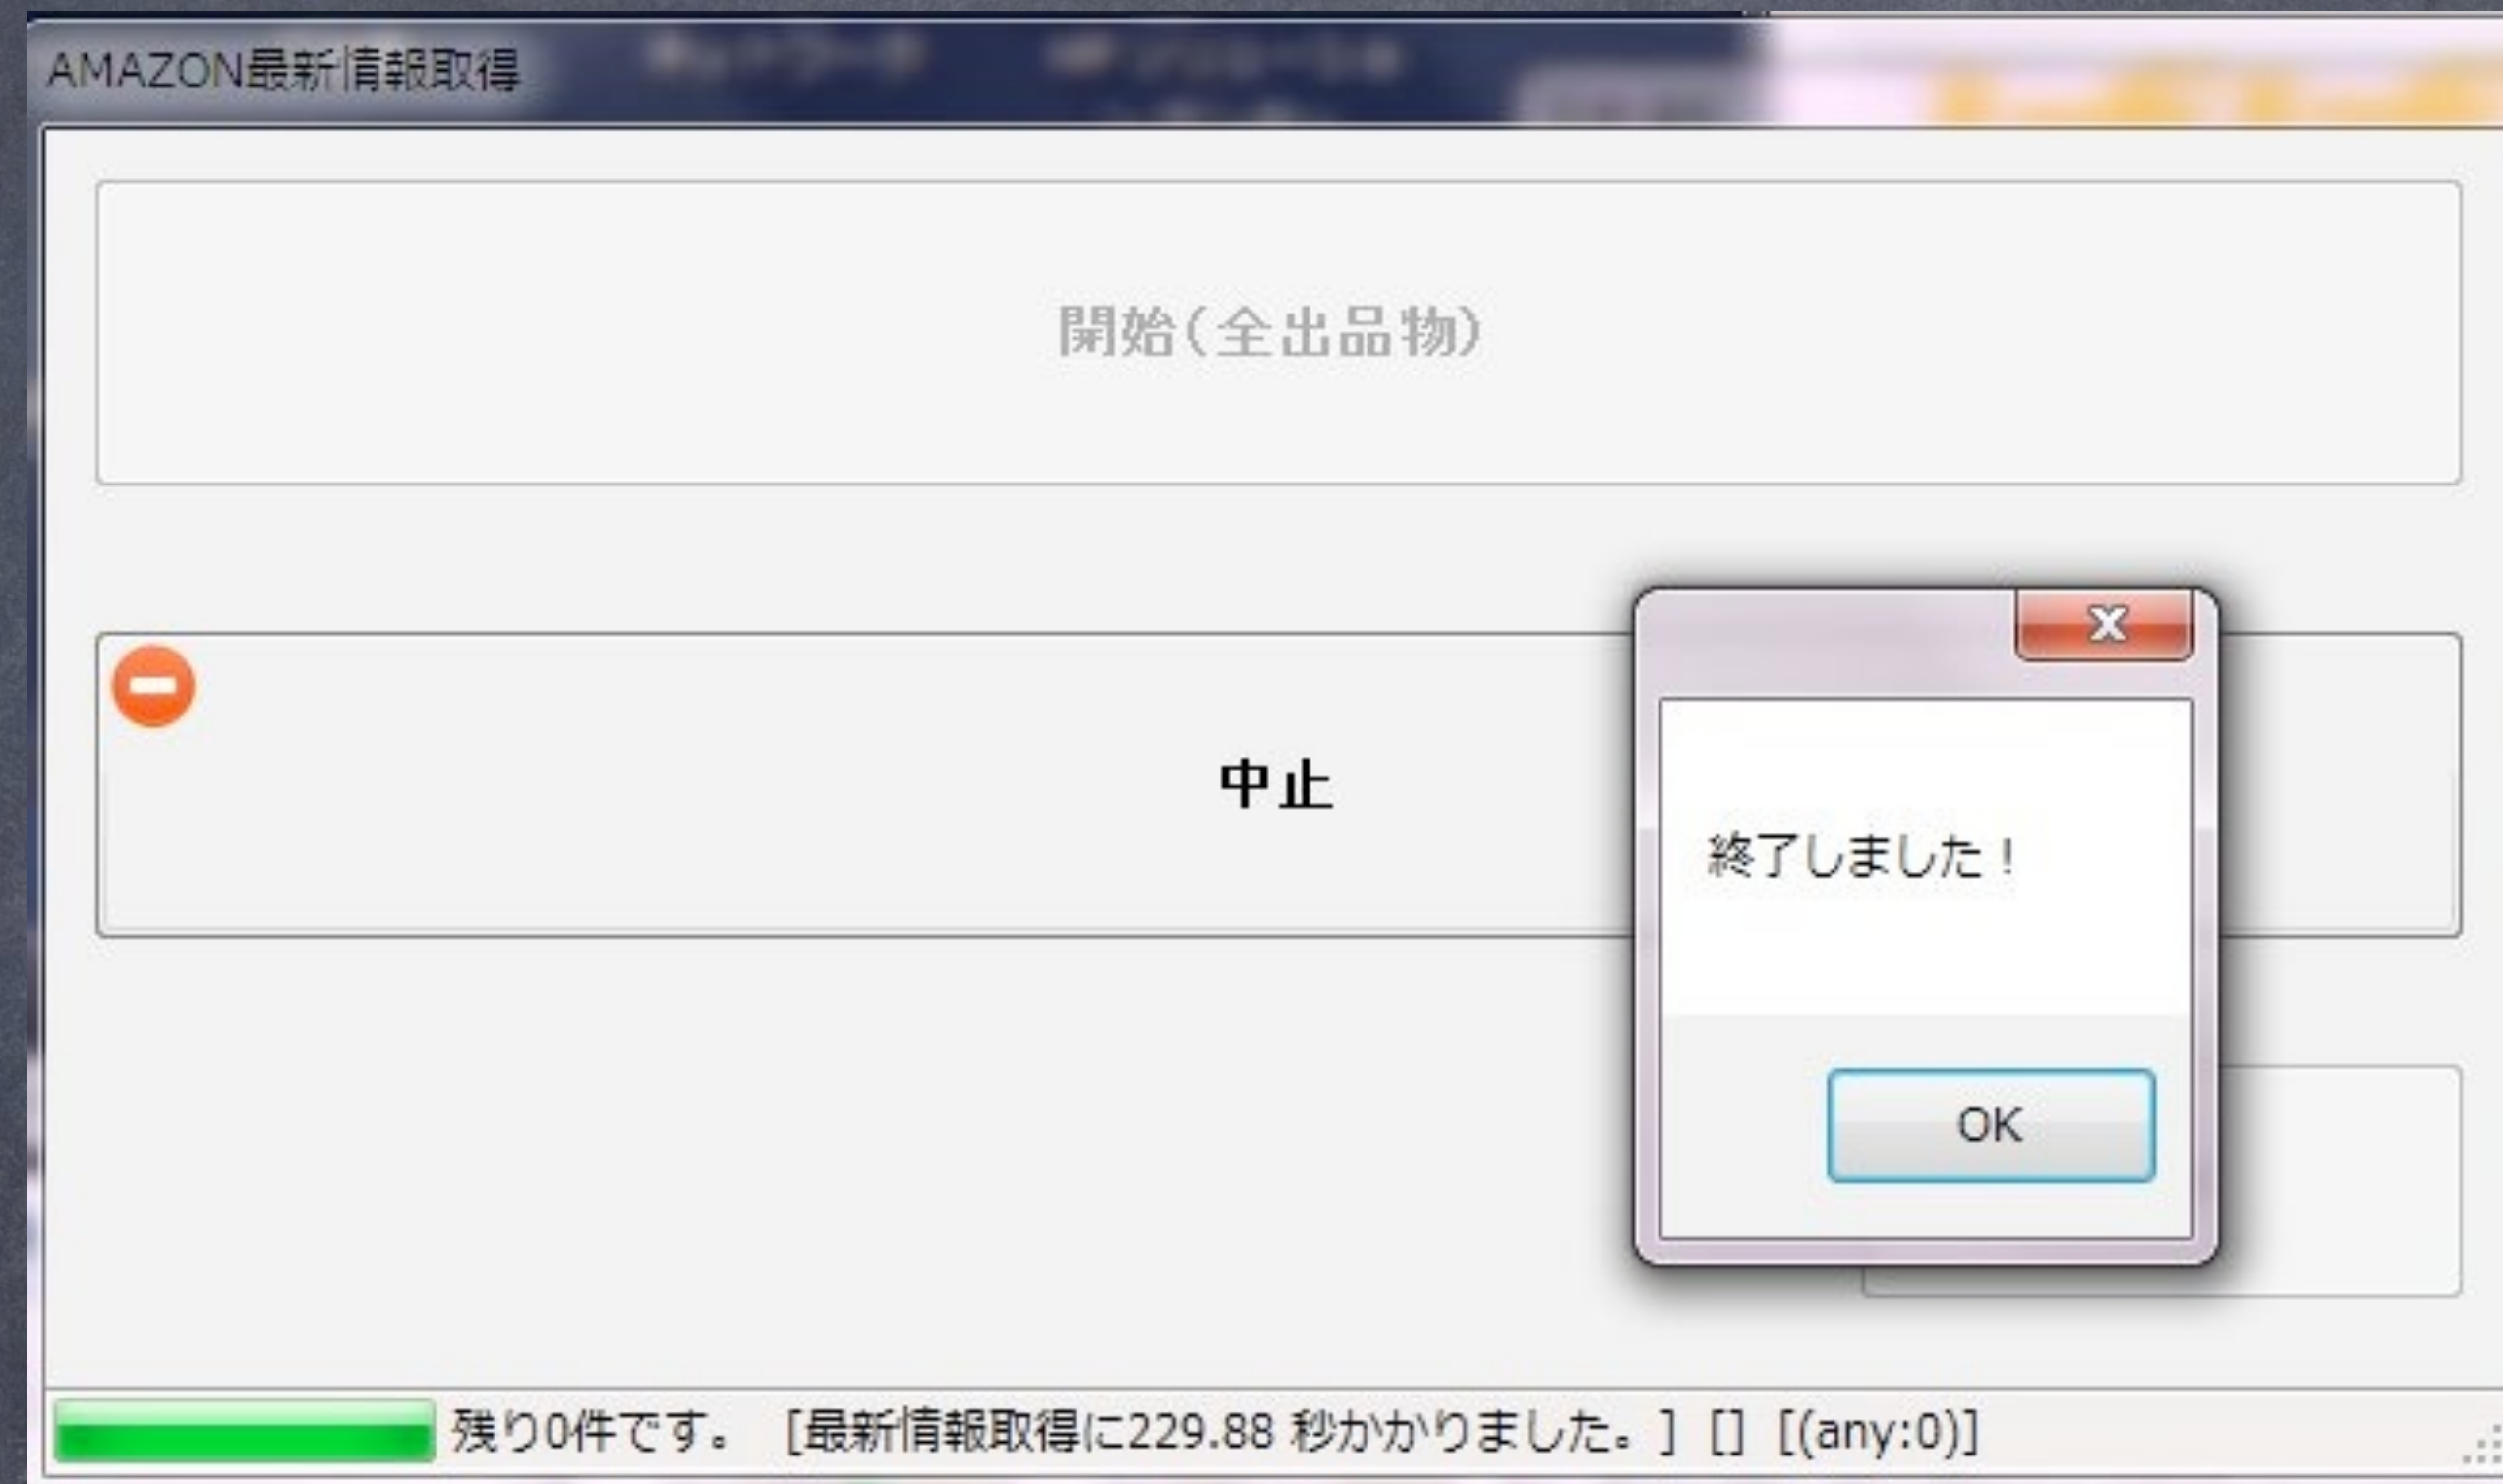 AMAZON最新情報取得
開始(全出品物)
中止
終了しました！
OK
残り0件です。 [最新情報取得に229.88 秒かかりました。] [] [(any:0)]